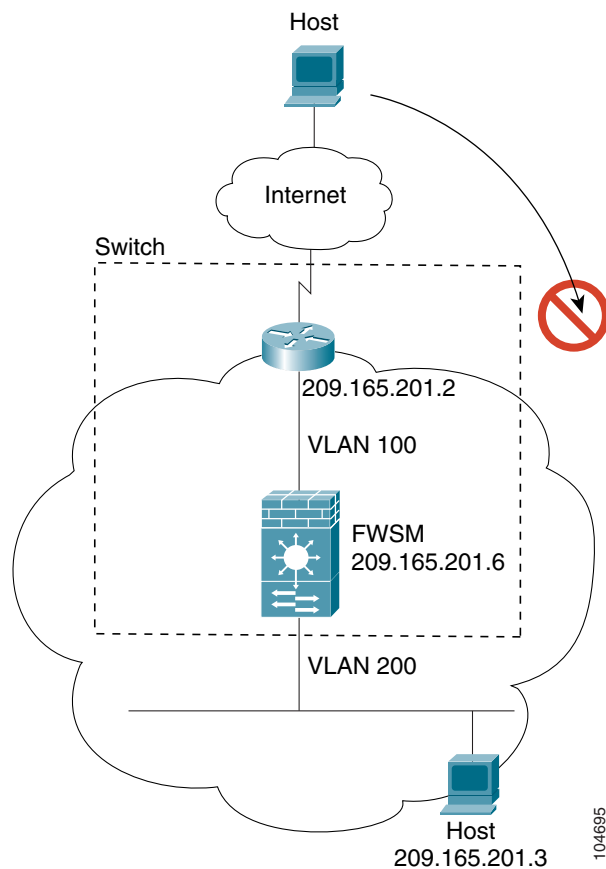 Host
Internet
Switch
209.165.201.2
VLAN 100
FWSM
209.165.201.6
VLAN 200
Host
209.165.201.3
104695